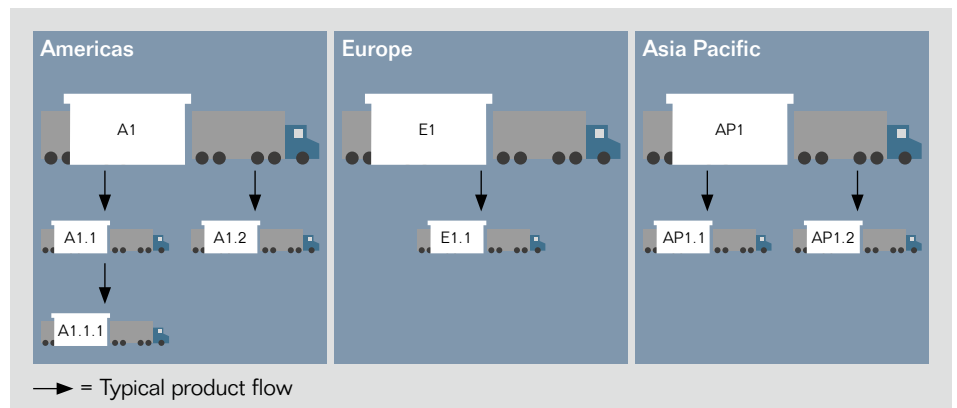 Americas
Europe
Asia Pacific
A1
E1
AP1
A1.1
A1.2
E1.1
AP1.1
AP1.2
A1.1.1
= Typical product flow